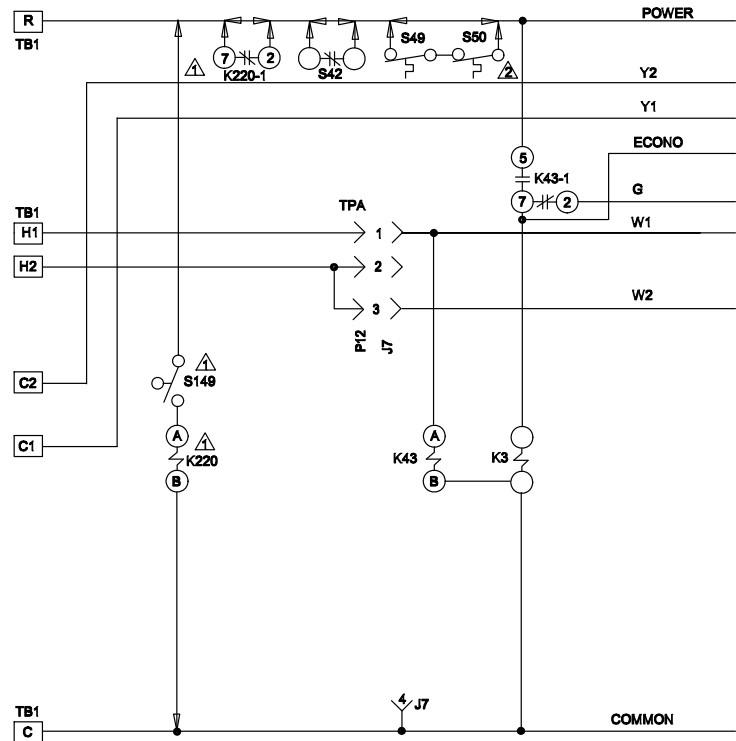 R
POWER
TB1
S49
S50
7
2
1
K220-1
S42
2
Y2
Y1
ECONO
5
K43-1
7
2
G
TB1
TPA
H1
1
W1
H2
2
3
W2
P12
J7
1
C2
S149
A
1
A
C1
K220
K43
K3
B
B
TB1
4
J7
C
COMMON